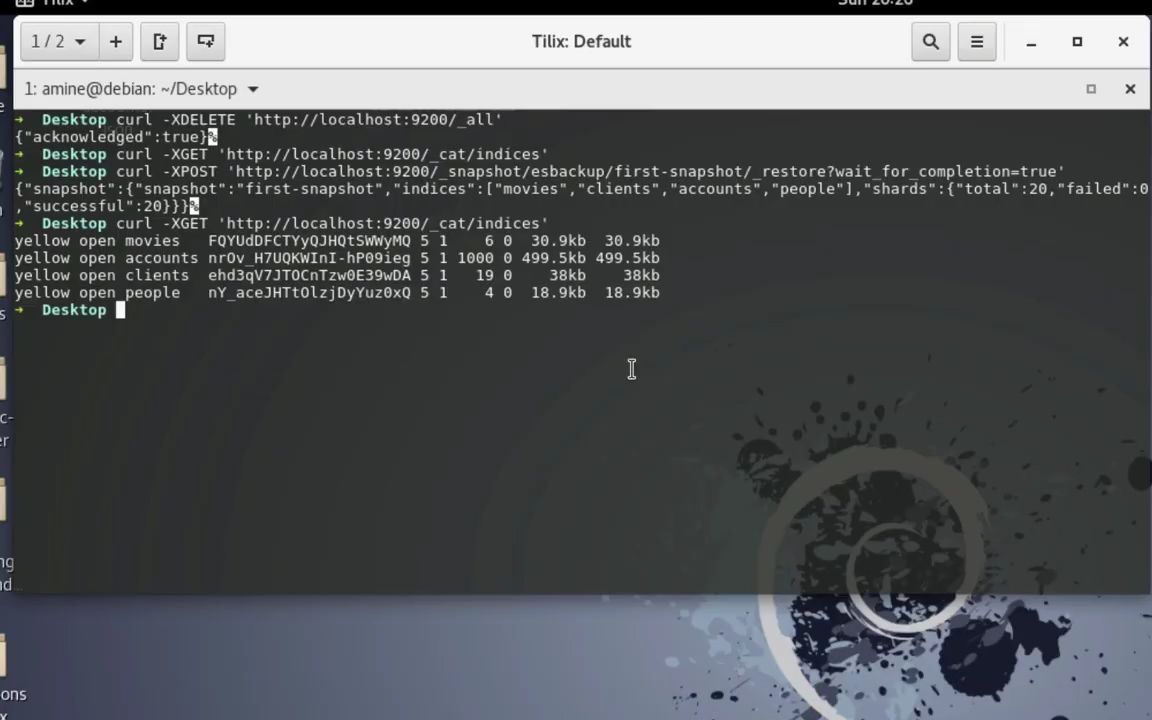 Tilix
Sun 20:26
1 / 2
Tilix: Default
1: amine@debian: ~/Desktop
➜ Desktop curl -XDELETE 'http://localhost:9200/_all'
{"acknowledged":true}%
➜ Desktop curl -XGET 'http://localhost:9200/_cat/indices'
➜ Desktop curl -XPOST 'http://localhost:9200/_snapshot/esbackup/first-snapshot/_restore?wait_for_completion=true'
{"snapshot":{"snapshot":"first-snapshot","indices":["movies","clients","accounts","people"],"shards":{"total":20,"failed":0
,"successful":20}}}%
➜ Desktop curl -XGET 'http://localhost:9200/_cat/indices'
yellow open movies FQYUdDFCTYyQJHQtSWWyMQ 5 1 6 0 30.9kb 30.9kb
yellow open accounts nrOv_H7UQKWInI-hP09ieg 5 1 1000 0 499.5kb 499.5kb
yellow open clients ehd3qV7JTOCnTzw0E39wDA 5 1 19 0 38kb 38kb
yellow open people nY_aceJHTtOlzjDyYuz0xQ 5 1 4 0 18.9kb 18.9kb
➜ Desktop